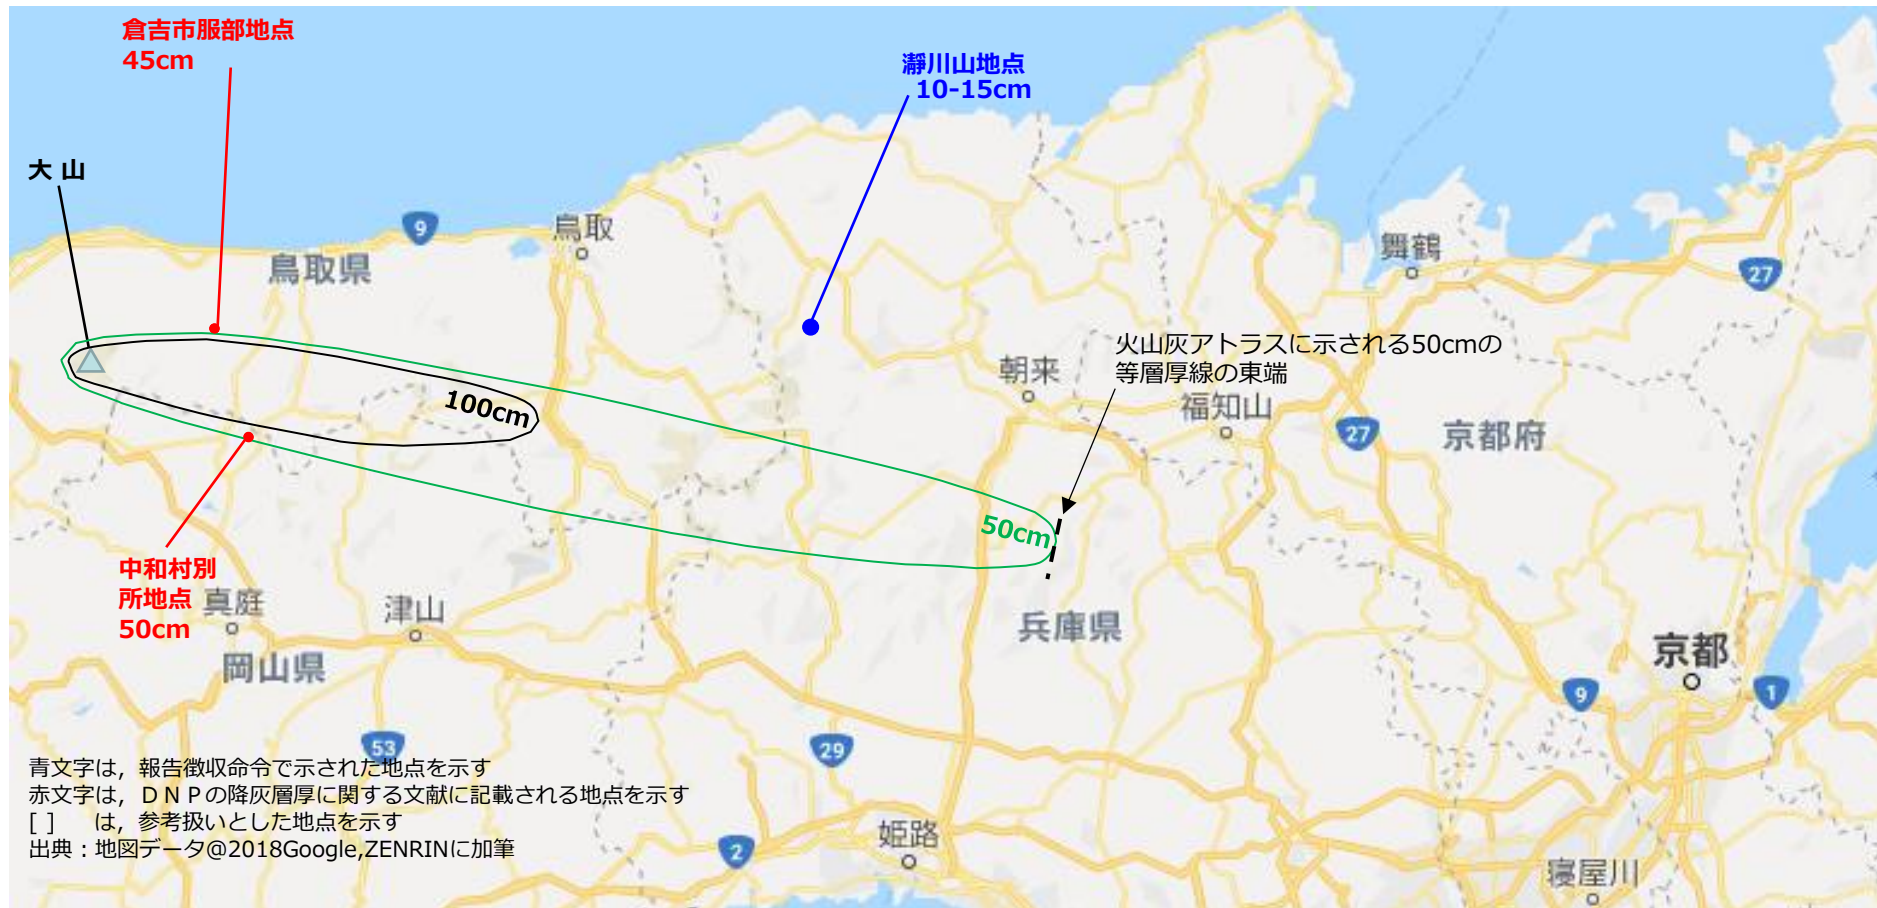 倉吉市服部地点
45cm
瀞川山地点
10-15cm
大 山
9
鳥取
鳥取県
舞鶴
27
火山灰アトラスに示される50cmの
等層厚線の東端
朝来
100cm
福知山
27
京都府
50cm
中和村別
所地点
50cm
真庭
津山
兵庫県
岡山県
京都
9
1
53
29
青文字は，報告徴収命令で示された地点を示す
赤文字は，ＤＮＰの降灰層厚に関する文献に記載される地点を示す
[ ] は，参考扱いとした地点を示す
出典：地図データ@2018Google,ZENRINに加筆
2
姫路
寝屋川